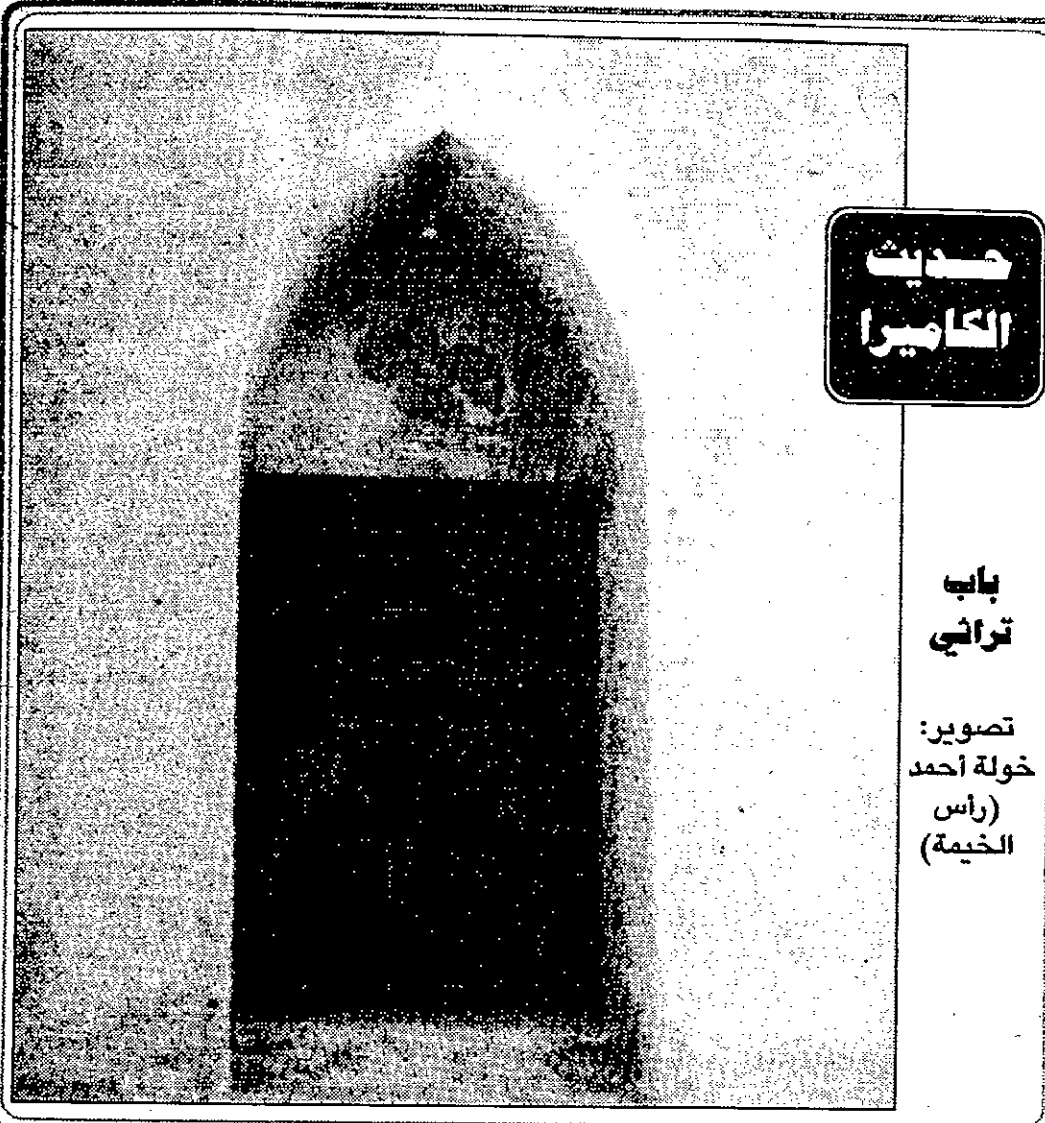 حديث
الكاميرا
باب
تراثي
تصوير:
خولة أحمد
(رأس
الخيمة)